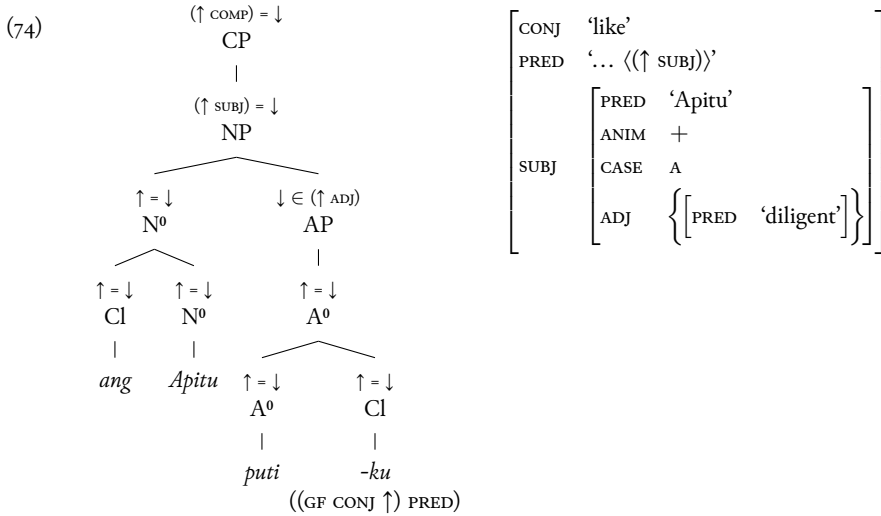 (74)
(↑ COMP) = ↓
CP
(↑ SUBJ) = ↓
NP
↑ = ↓ ↓ ∈ (↑ ADJ)
N⁰ AP
↑ = ↓ ↑ = ↓ ↑ = ↓
Cl N⁰ A⁰
ang Apitu ↑ = ↓ ↑ = ↓
A⁰ Cl
puti -ku
((GF CONJ ↑) PRED)
CONJ ‘like’
PRED ‘… ⟨(↑ SUBJ)⟩’
PRED ‘Apitu’
ANIM +
SUBJ CASE A
ADJ {[PRED ‘diligent’]}